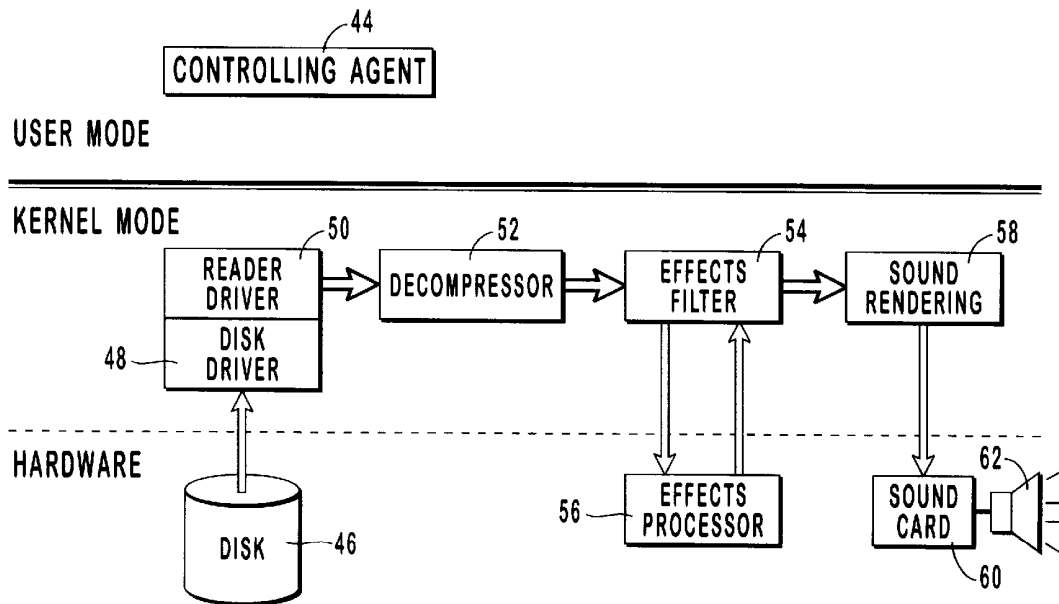 44
CONTROLLING AGENT
USER MODE
KERNEL MODE
50
52
54
58
READER
DRIVER
DECOMPRESSOR
EFFECTS
FILTER
SOUND
RENDERING
48
DISK
DRIVER
HARDWARE
DISK
46
56
EFFECTS
PROCESSOR
SOUND
CARD
62
60